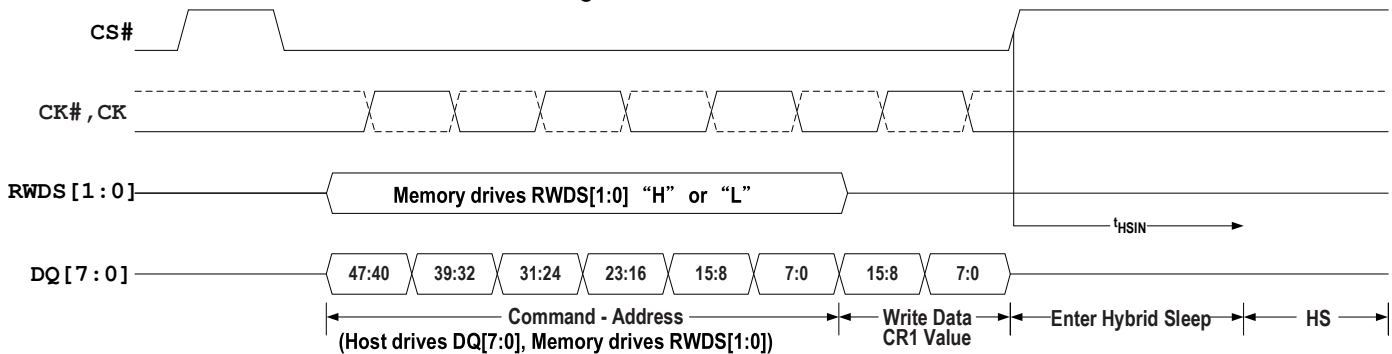 CS#
CK#,CK
RWDS[1:0]
Memory drives RWDS[1:0] “H” or “L”
tHSIN
DQ[7:0]
47:40 39:32 31:24 23:16 15:8 7:0 15:8 7:0
Command - Address
Write Data
CR1 Value
Enter Hybrid Sleep
HS
(Host drives DQ[7:0], Memory drives RWDS[1:0])